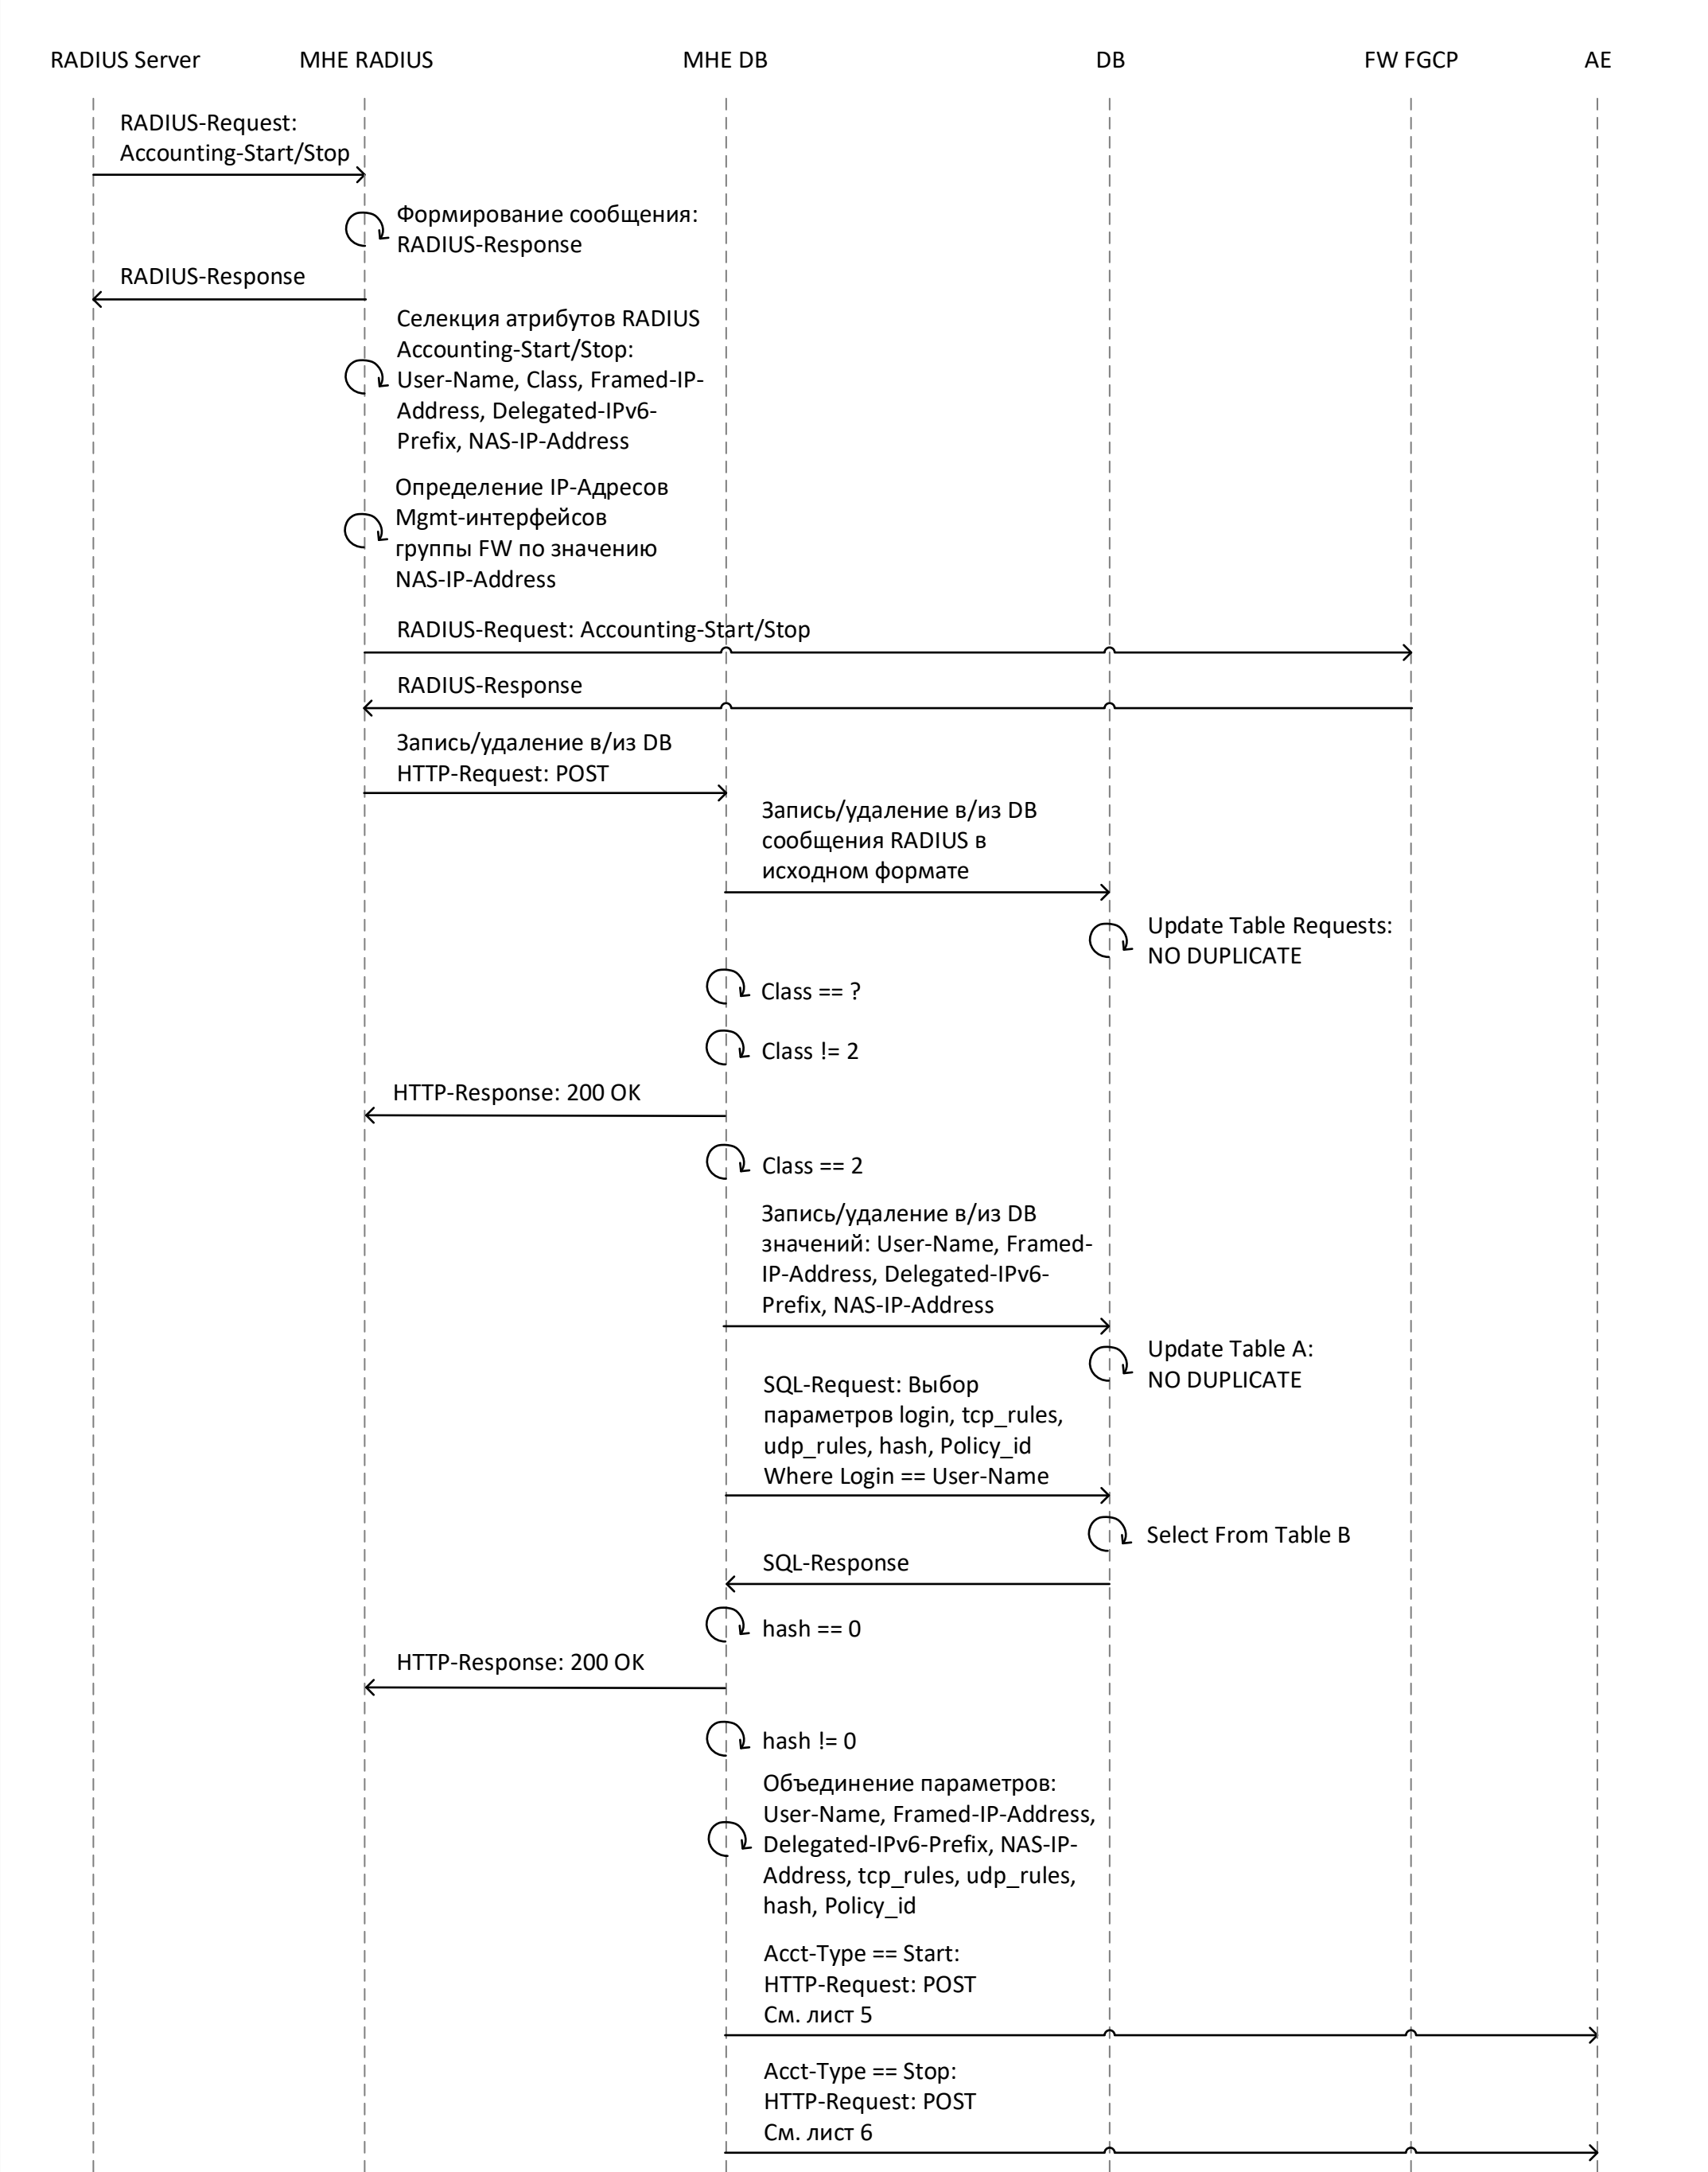 RADIUS Server
MHE RADIUS
MHE DB
DB
FW FGCP
AE
RADIUS-Request:
Accounting-Start/Stop
Формирование сообщения:
RADIUS-Response
RADIUS-Response
Селекция атрибутов RADIUS
Accounting-Start/Stop:
User-Name, Class, Framed-IP-
Address, Delegated-IPv6-
Prefix, NAS-IP-Address
Определение IP-Адресов
Mgmt-интерфейсов
группы FW по значению
NAS-IP-Address
RADIUS-Request: Accounting-Start/Stop
RADIUS-Response
Запись/удаление в/из DB
HTTP-Request: POST
Запись/удаление в/из DB
сообщения RADIUS в
исходном формате
Update Table Requests:
NO DUPLICATE
Class == ?
Class != 2
HTTP-Response: 200 OK
Class == 2
Запись/удаление в/из DB
значений: User-Name, Framed-
IP-Address, Delegated-IPv6-
Prefix, NAS-IP-Address
Update Table A:
NO DUPLICATE
SQL-Request: Выбор
параметров login, tcp_rules,
udp_rules, hash, Policy_id
Where Login == User-Name
Select From Table B
SQL-Response
hash == 0
HTTP-Response: 200 OK
hash != 0
Объединение параметров:
User-Name, Framed-IP-Address,
Delegated-IPv6-Prefix, NAS-IP-
Address, tcp_rules, udp_rules,
hash, Policy_id
Acct-Type == Start:
HTTP-Request: POST
См. лист 5
Acct-Type == Stop:
HTTP-Request: POST
См. лист 6